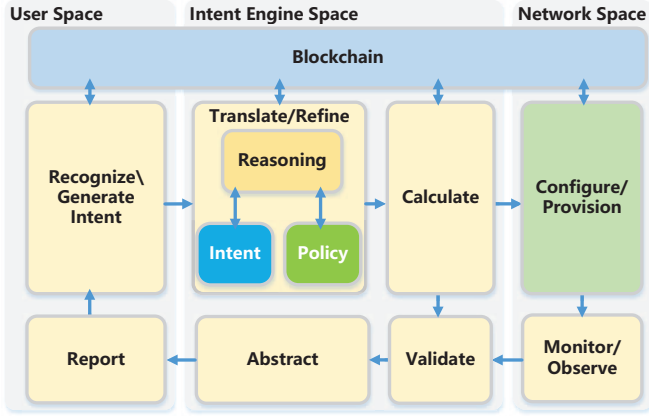 User Space
Intent Engine Space
Network Space
Blockchain
Recognize\
Generate
Intent
Translate/Refine
Reasoning
Intent
Policy
Calculate
Configure/
Provision
Report
Abstract
Validate
Monitor/
Observe